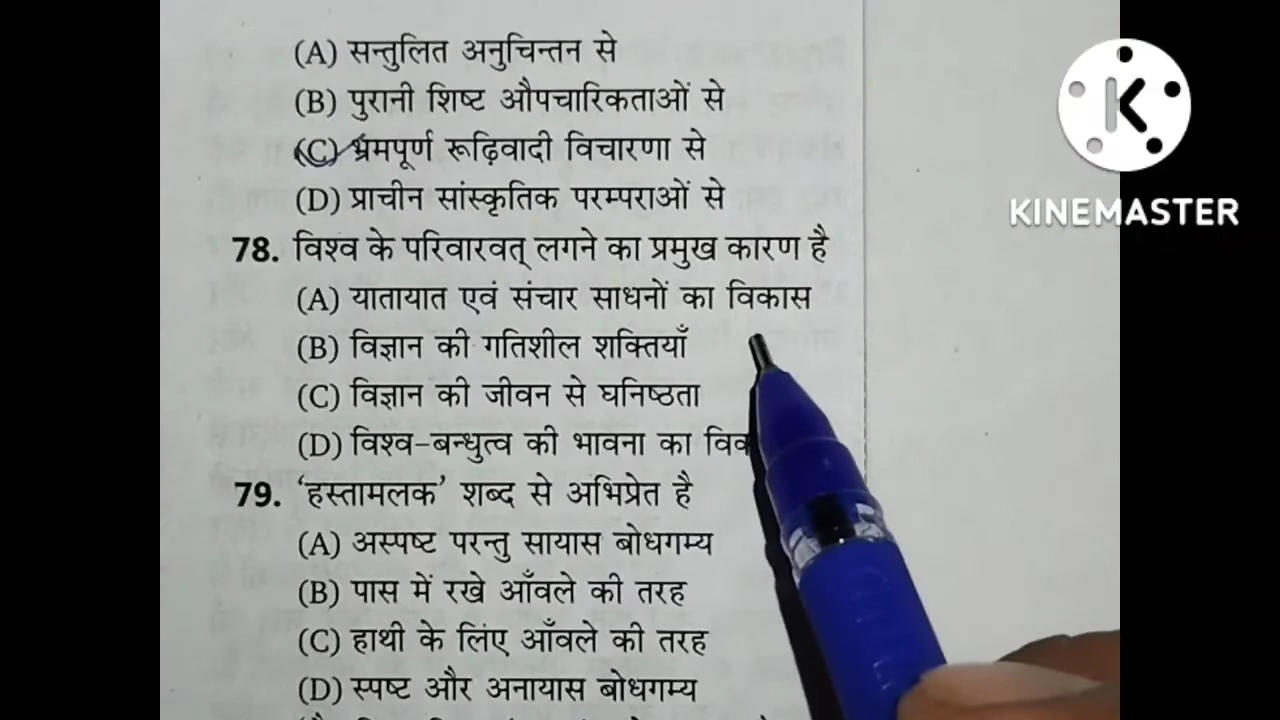 (A) सन्तुलित अनुचिन्तन से
(B) पुरानी शिष्ट औपचारिकताओं से
(C) भ्रमपूर्ण रूढ़िवादी विचारणा से
(D) प्राचीन सांस्कृतिक परम्पराओं से
78. विश्व के परिवारवत् लगने का प्रमुख कारण है
(A) यातायात एवं संचार साधनों का विकास
(B) विज्ञान की गतिशील शक्तियाँ
(C) विज्ञान की जीवन से घनिष्ठता
(D) विश्व-बन्धुत्व की भावना का
79. 'हस्तामलक' शब्द से अभिप्रेत है
(A) अस्पष्ट परन्तु सायास बोधगम्य
(B) पास में रखे आँवले की तरह
(C) हाथी के लिए आँवले की तरह
(D) स्पष्ट और अनायास बोधगम्य
K
KINEMASTER